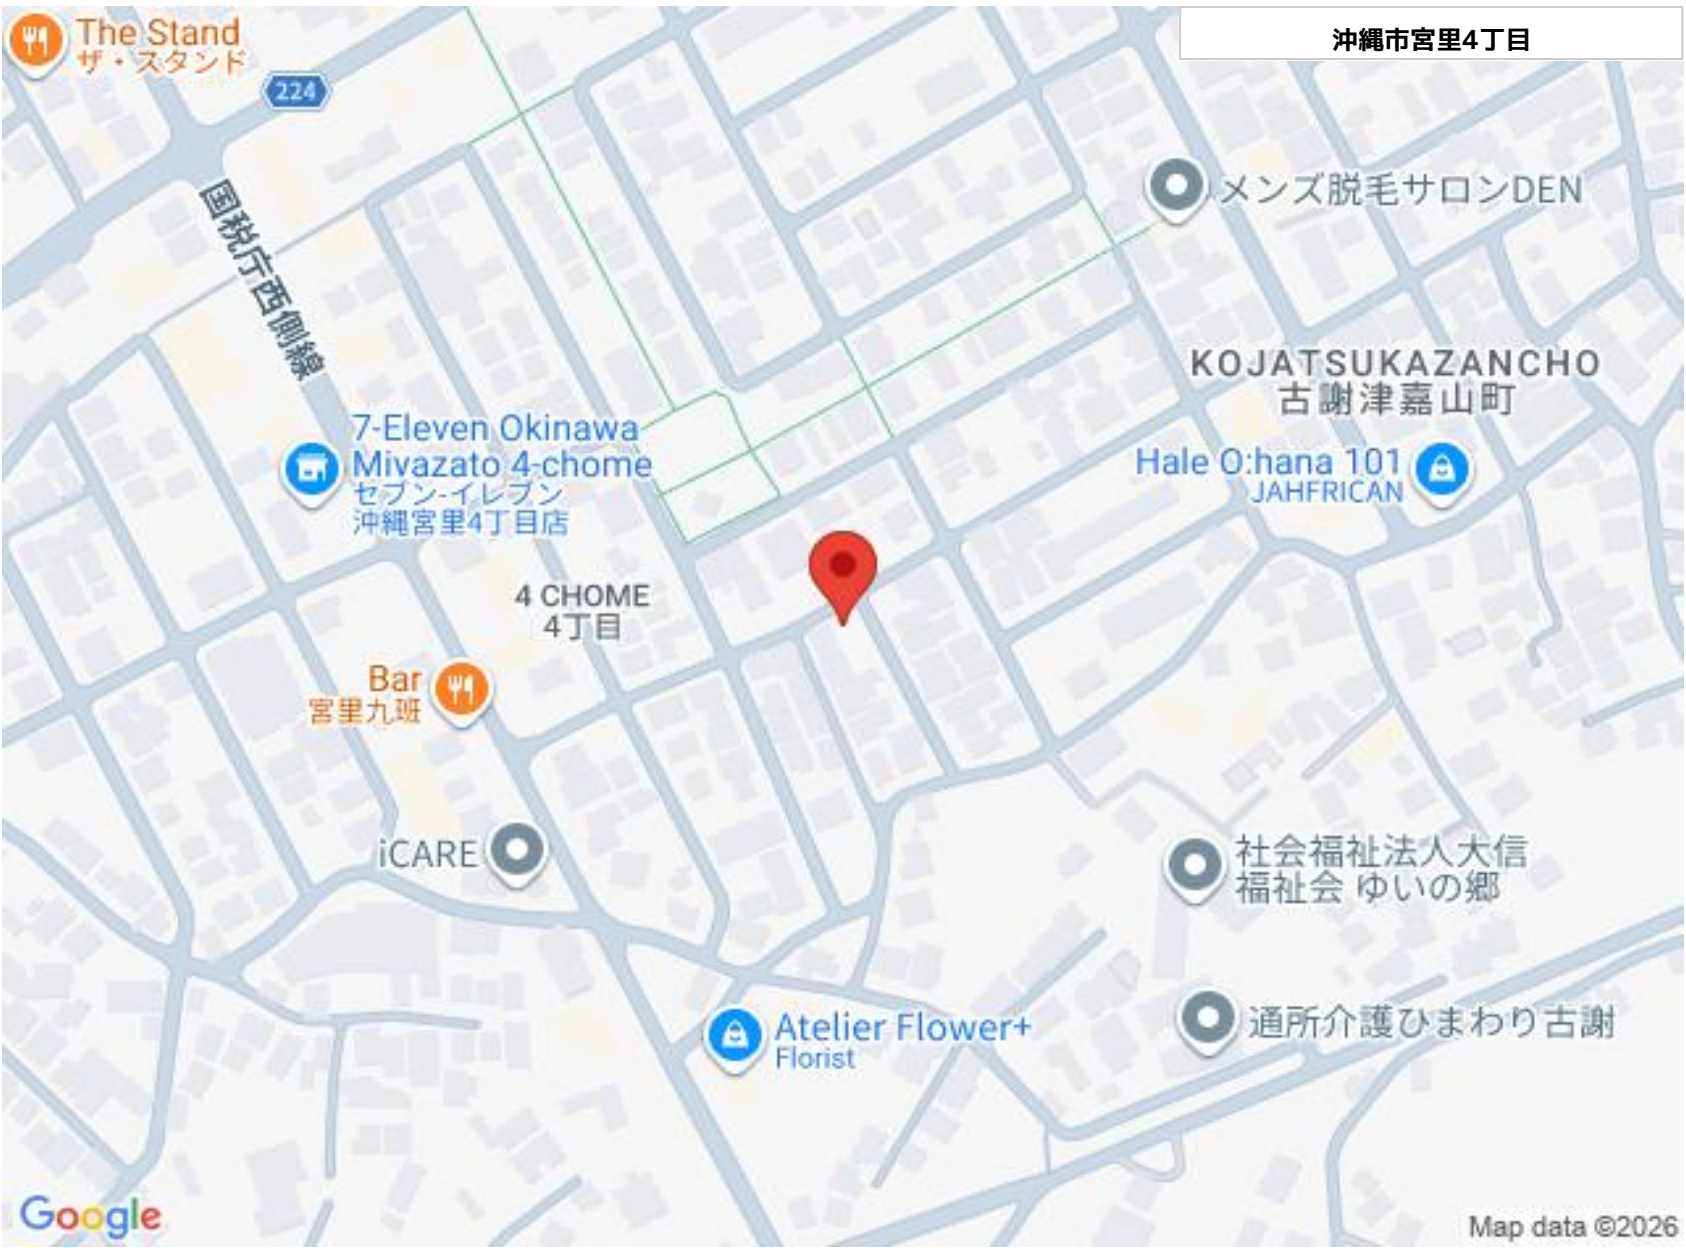 The Stand
ザ・スタンド
224
沖縄市宮里4丁目
国税庁西側線
メンズ脱毛サロンDEN
KOJATSUKAZANCHO
古謝津嘉山町
7-Eleven Okinawa
Miyazato 4-chome
セブン-イレブン
沖縄宮里4丁目店
Hale O:hana 101
JAHFRICAN
4 CHOME
4丁目
Bar
宮里九班
iCARE
社会福祉法人大信
福祉会 ゆいの郷
Atelier Flower+
Florist
通所介護ひまわり古謝
Google
Map data ©2026